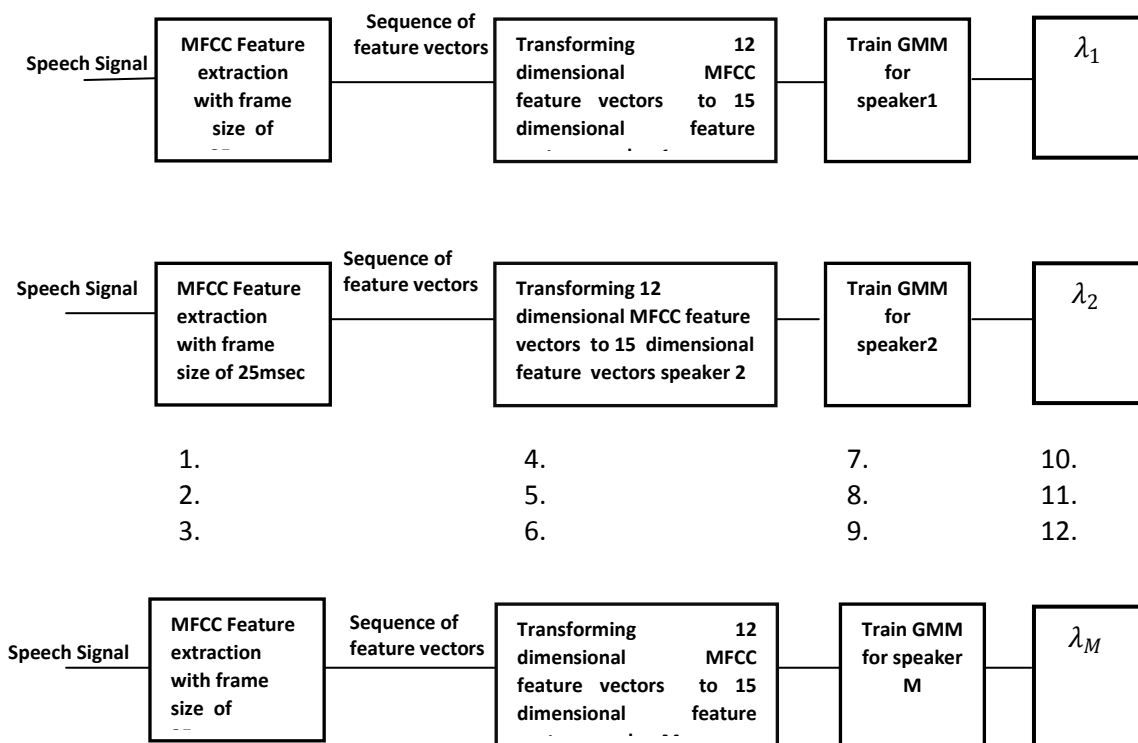 Speech Signal
MFCC Feature
extraction
with frame
size of
Sequence of
feature vectors
Transforming 12
dimensional MFCC
feature vectors to 15
dimensional feature
Train GMM
for
speaker1
λ₁
Speech Signal
MFCC Feature
extraction
with frame
size of 25msec
Sequence of
feature vectors
Transforming 12
dimensional MFCC feature
vectors to 15 dimensional
feature vectors speaker 2
Train GMM
for
speaker2
λ₂
1.
2.
3.
4.
5.
6.
7.
8.
9.
10.
11.
12.
Speech Signal
MFCC Feature
extraction
with frame
size of
Sequence of
feature vectors
Transforming 12
dimensional MFCC
feature vectors to 15
dimensional feature
Train GMM
for speaker
M
λ_M